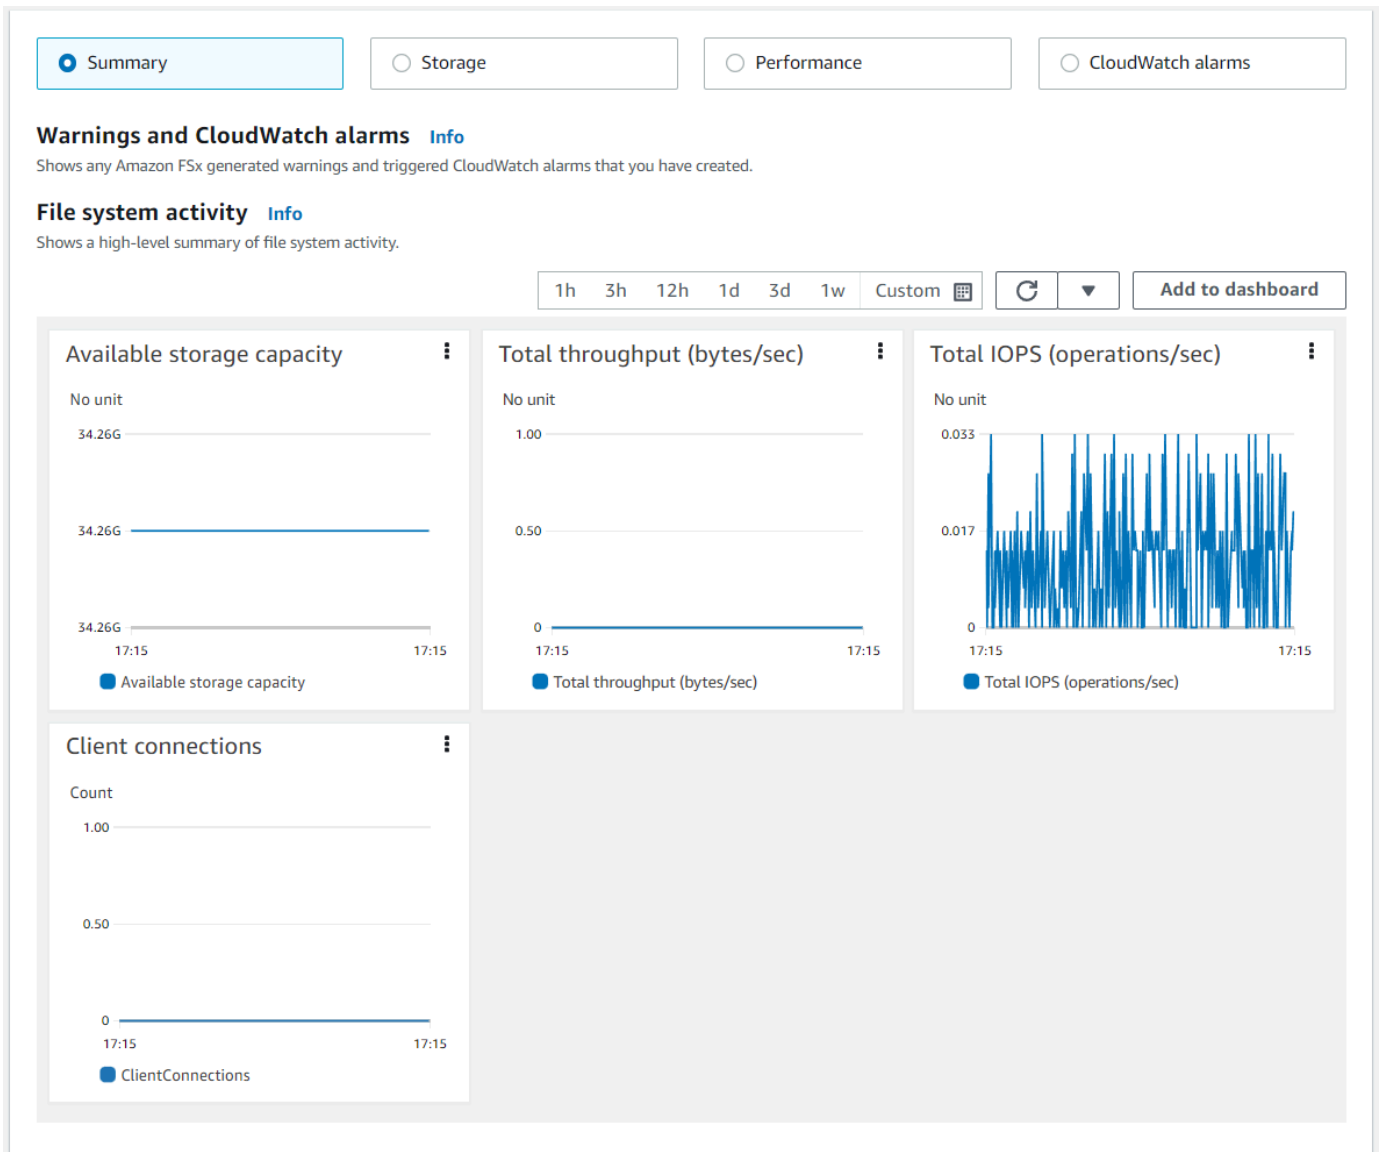 Summary
Storage
Performance
CloudWatch alarms
Warnings and CloudWatch alarms Info
Shows any Amazon FSx generated warnings and triggered CloudWatch alarms that you have created.
File system activity Info
Shows a high-level summary of file system activity.
1h 3h 12h 1d 3d 1w Custom
Add to dashboard
Available storage capacity
No unit
34.26G
34.26G
34.26G
17:15 17:15
Available storage capacity
Total throughput (bytes/sec)
No unit
1.00
0.50
0
17:15 17:15
Total throughput (bytes/sec)
Total IOPS (operations/sec)
No unit
0.033
0.017
0
17:15 17:15
Total IOPS (operations/sec)
Client connections
Count
1.00
0.50
0
17:15 17:15
ClientConnections